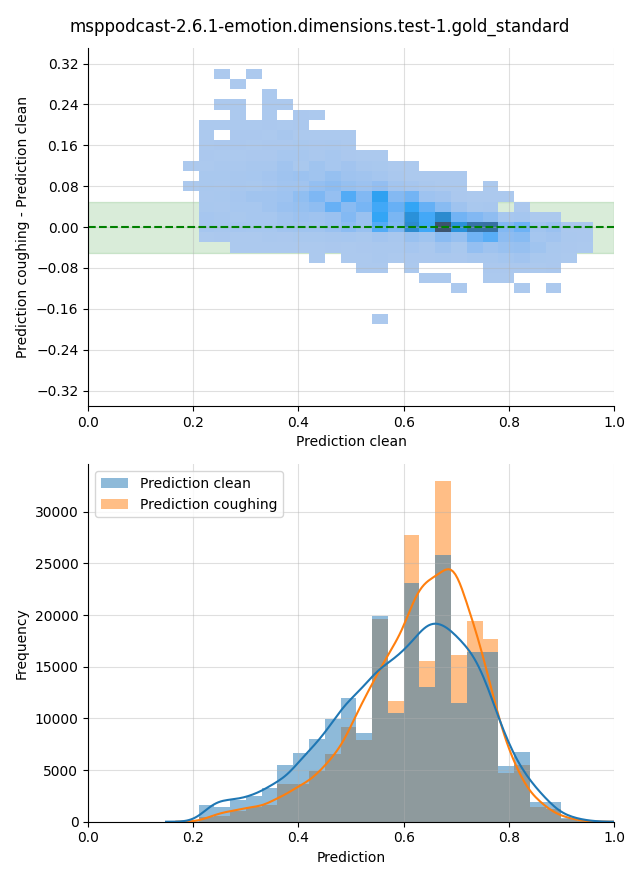 msppodcast-2.6.1-emotion.dimensions.test-1.gold_standard
0.32
0.24
0.16
0.08
0.00
−0.08
−0.16
−0.24
−0.32
Prediction coughing - Prediction clean
0.0 0.2 0.4 0.6 0.8 1.0
Prediction clean
Prediction clean
Prediction coughing
30000
25000
20000
15000
10000
5000
0
Frequency
0.0 0.2 0.4 0.6 0.8 1.0
Prediction